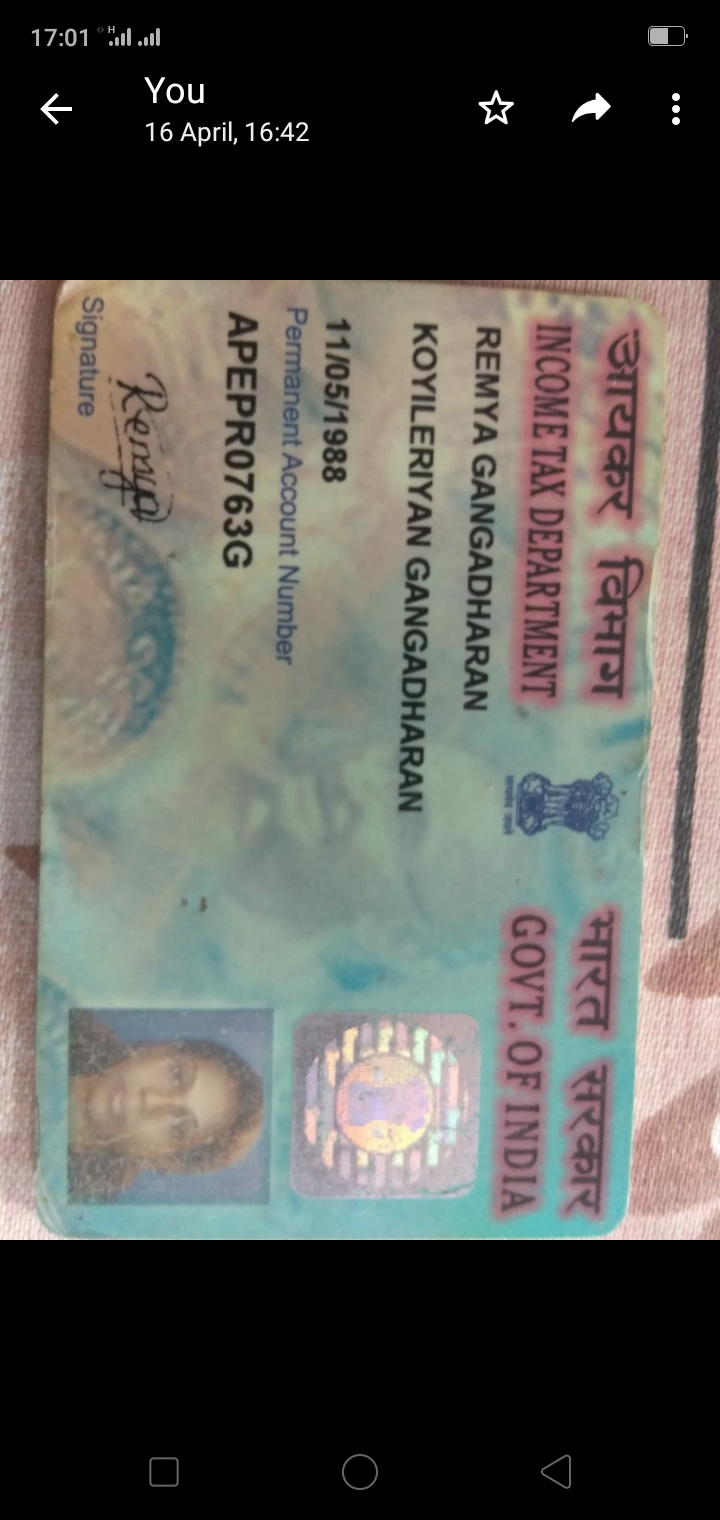 17:01
H
You
16 April, 16:42
आयकर विभाग
INCOME TAX DEPARTMENT
भारत सरकार
GOVT. OF INDIA
सत्यमेव जयते
REMYA GANGADHARAN
KOYILERIYAN GANGADHARAN
11/05/1988
Permanent Account Number
APEPR0763G
Remya
Signature